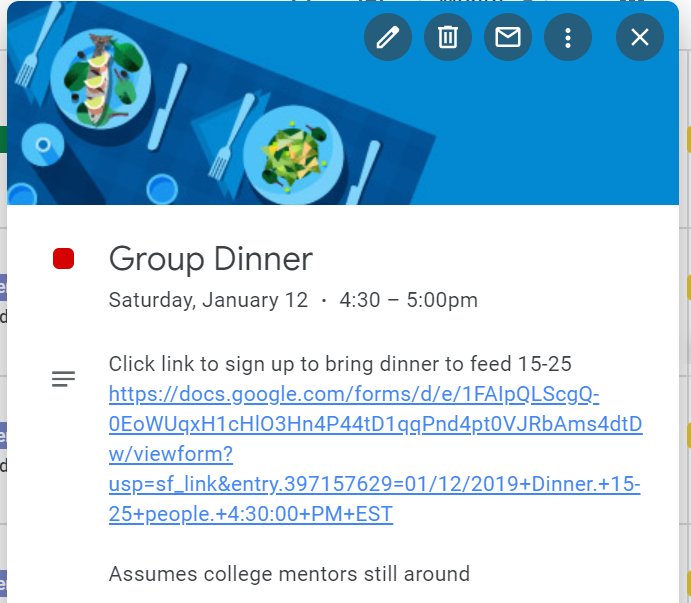 Group Dinner
Saturday, January 12 · 4:30 – 5:00pm
Click link to sign up to bring dinner to feed 15-25
https://docs.google.com/forms/d/e/1FAIpQLScgQ-
0EoWUqxH1cHlO3Hn4P44tD1qqPnd4pt0VJRbAms4dtD
w/viewform?
usp=sf_link&entry.397157629=01/12/2019+Dinner.+15-
25+people.+4:30:00+PM+EST
Assumes college mentors still around